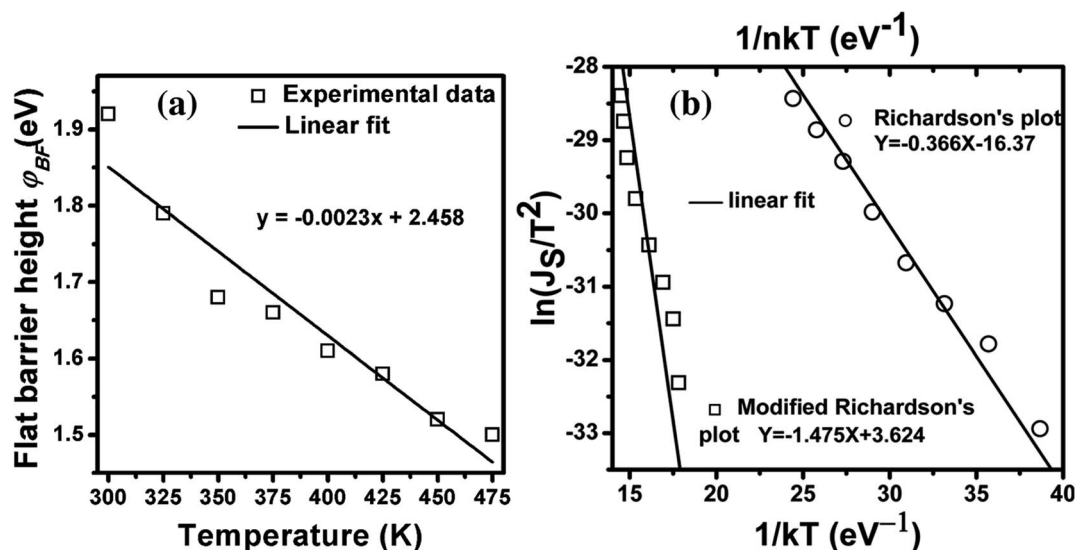 (a)
Experimental data
Linear fit
y = -0.0023x + 2.458
Flat barrier height φBF (eV)
1.9
1.8
1.7
1.6
1.5
300 325 350 375 400 425 450 475
Temperature (K)
1/nkT (eV⁻¹)
(b)
Richardson's plot
Y=-0.366X-16.37
linear fit
Modified Richardson's
plot Y=-1.475X+3.624
ln(JS/T²)
-28
-29
-30
-31
-32
-33
15 20 25 30 35 40
1/kT (eV⁻¹)